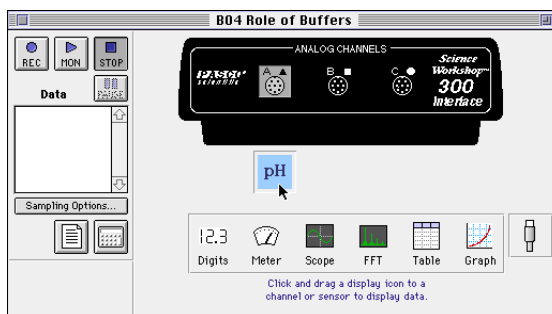 B04 Role of Buffers
REC MON STOP
PAUSE
Data
Sampling Options...
ANALOG CHANNELS
PASCO
scientific
A B C
Science
Workshop™
300
Interface
pH
12.3
Digits Meter Scope FFT Table Graph
Click and drag a display icon to a
channel or sensor to display data.